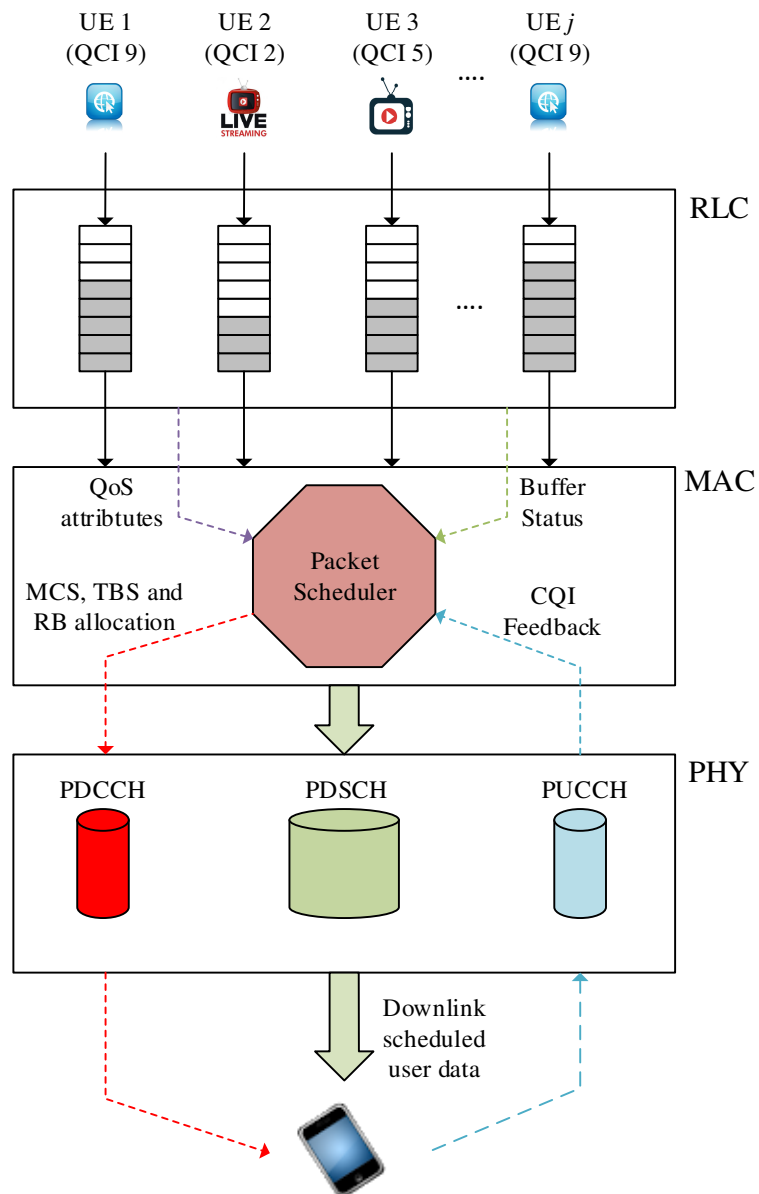 UE 1
(QCI 9)
UE 2
(QCI 2)
UE 3
(QCI 5)
....
UE j
(QCI 9)
LIVE
STREAMING
RLC
....
MAC
QoS
attribtutes
Buffer
Status
Packet
Scheduler
MCS, TBS and
RB allocation
CQI
Feedback
PHY
PDCCH
PDSCH
PUCCH
Downlink
scheduled
user data